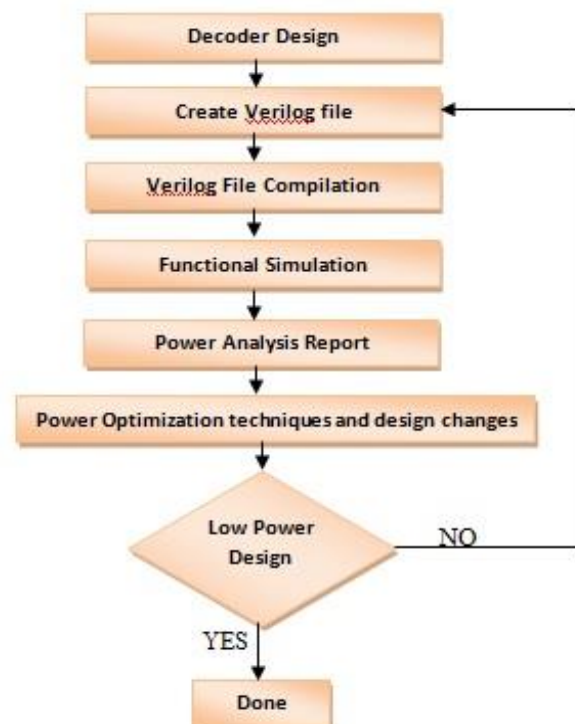 Decoder Design
Create Verilog file
Verilog File Compilation
Functional Simulation
Power Analysis Report
Power Optimization techniques and design changes
Low Power
Design
NO
YES
Done